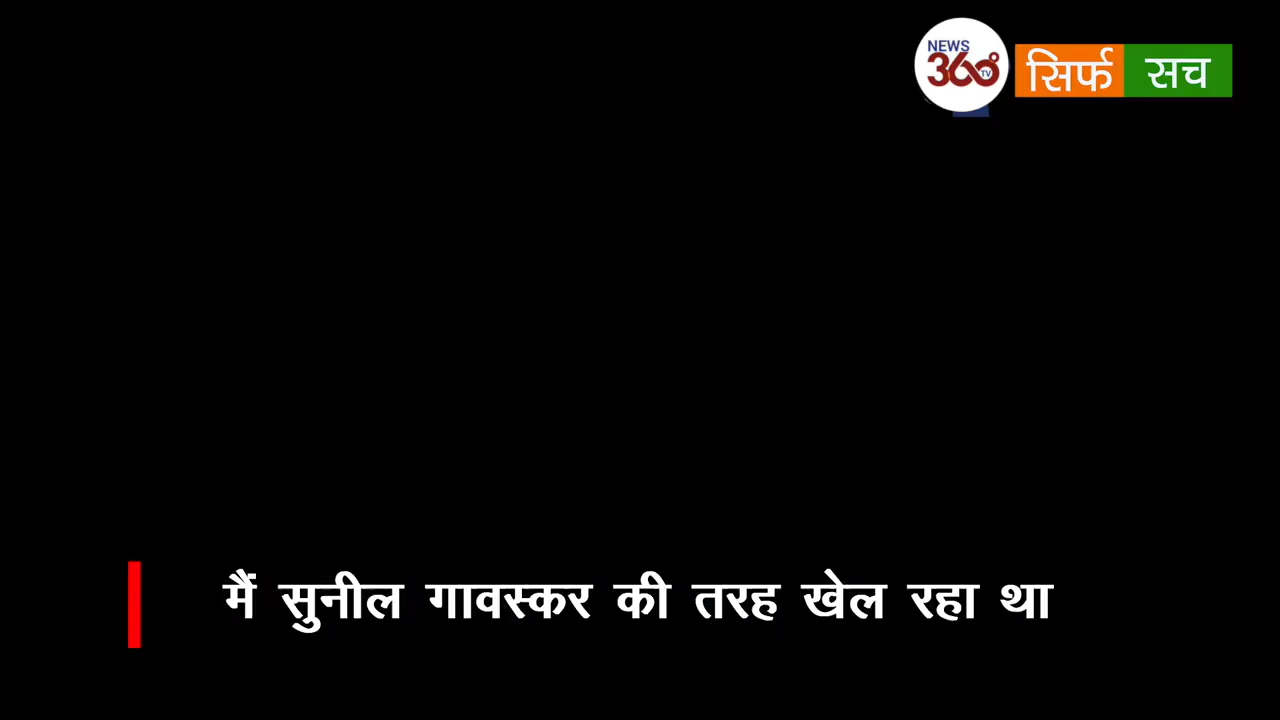 NEWS
360°
TV
सिर्फ सच
मैं सुनील गावस्कर की तरह खेल रहा था